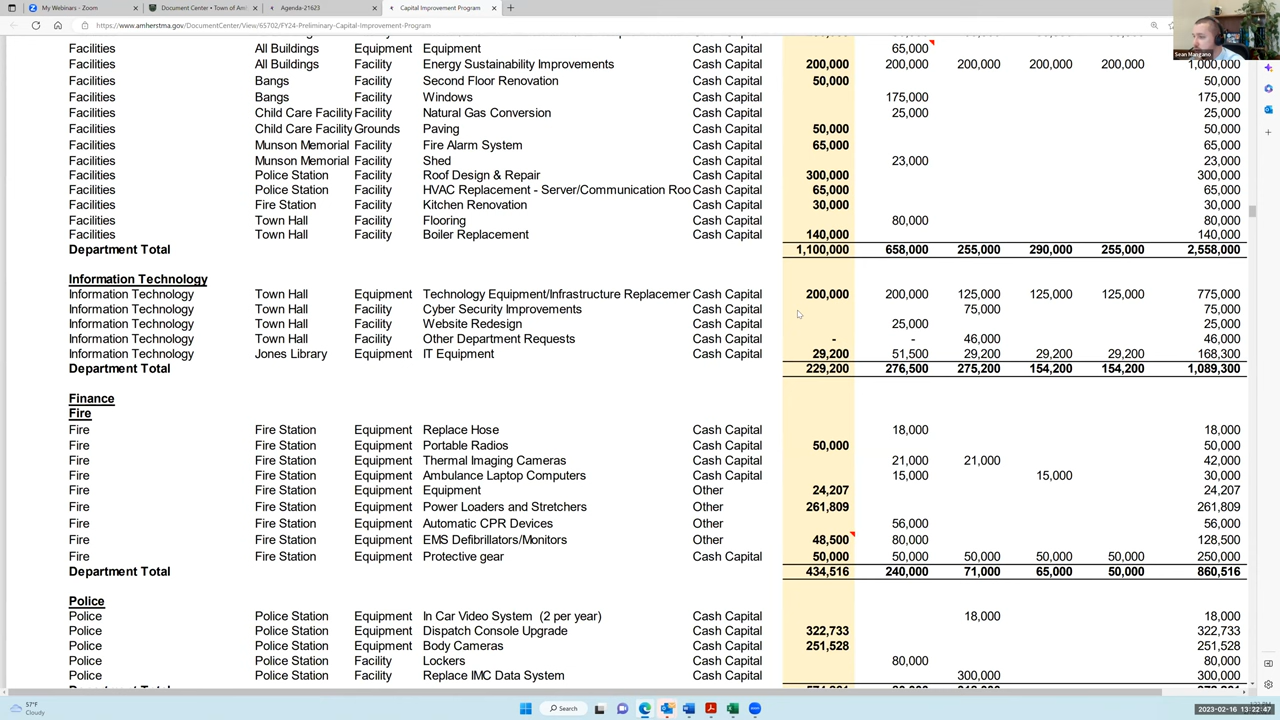 My Webinars - Zoom
Document Center • Town of Am
Agenda-21623
Capital Improvement Program
https://www.amherstma.gov/DocumentCenter/View/65702/FY24-Preliminary-Capital-Improvement-Program
Sean Mangano
Facilities All Buildings Equipment Equipment Cash Capital 65,000
Facilities All Buildings Facility Energy Sustainability Improvements Cash Capital 200,000 200,000 200,000 200,000 200,000 1,000,000
Facilities Bangs Facility Second Floor Renovation Cash Capital 50,000 50,000
Facilities Bangs Facility Windows Cash Capital 175,000 175,000
Facilities Child Care Facility Facility Natural Gas Conversion Cash Capital 25,000 25,000
Facilities Child Care Facility Grounds Paving Cash Capital 50,000 50,000
Facilities Munson Memorial Facility Fire Alarm System Cash Capital 65,000 65,000
Facilities Munson Memorial Facility Shed Cash Capital 23,000 23,000
Facilities Police Station Facility Roof Design & Repair Cash Capital 300,000 300,000
Facilities Police Station Facility HVAC Replacement - Server/Communication Roo Cash Capital 65,000 65,000
Facilities Fire Station Facility Kitchen Renovation Cash Capital 30,000 30,000
Facilities Town Hall Facility Flooring Cash Capital 80,000 80,000
Facilities Town Hall Facility Boiler Replacement Cash Capital 140,000 140,000
Department Total 1,100,000 658,000 255,000 290,000 255,000 2,558,000
Information Technology
Information Technology Town Hall Equipment Technology Equipment/Infrastructure Replacemer Cash Capital 200,000 200,000 125,000 125,000 125,000 775,000
Information Technology Town Hall Facility Cyber Security Improvements Cash Capital 75,000 75,000
Information Technology Town Hall Facility Website Redesign Cash Capital 25,000 25,000
Information Technology Town Hall Facility Other Department Requests Cash Capital - - 46,000 46,000
Information Technology Jones Library Equipment IT Equipment Cash Capital 29,200 51,500 29,200 29,200 29,200 168,300
Department Total 229,200 276,500 275,200 154,200 154,200 1,089,300
Finance
Fire
Fire Fire Station Equipment Replace Hose Cash Capital 18,000 18,000
Fire Fire Station Equipment Portable Radios Cash Capital 50,000 50,000
Fire Fire Station Equipment Thermal Imaging Cameras Cash Capital 21,000 21,000 42,000
Fire Fire Station Equipment Ambulance Laptop Computers Cash Capital 15,000 15,000 30,000
Fire Fire Station Equipment Equipment Other 24,207 24,207
Fire Fire Station Equipment Power Loaders and Stretchers Other 261,809 261,809
Fire Fire Station Equipment Automatic CPR Devices Other 56,000 56,000
Fire Fire Station Equipment EMS Defibrillators/Monitors Other 48,500 80,000 128,500
Fire Fire Station Equipment Protective gear Cash Capital 50,000 50,000 50,000 50,000 50,000 250,000
Department Total 434,516 240,000 71,000 65,000 50,000 860,516
Police
Police Police Station Equipment In Car Video System (2 per year) Cash Capital 18,000 18,000
Police Police Station Equipment Dispatch Console Upgrade Cash Capital 322,733 322,733
Police Police Station Equipment Body Cameras Cash Capital 251,528 251,528
Police Police Station Facility Lockers Cash Capital 80,000 80,000
Police Police Station Equipment Replace IMC Data System Cash Capital 300,000 300,000
57°F
Cloudy
Search
2023-02-16 13:22:47